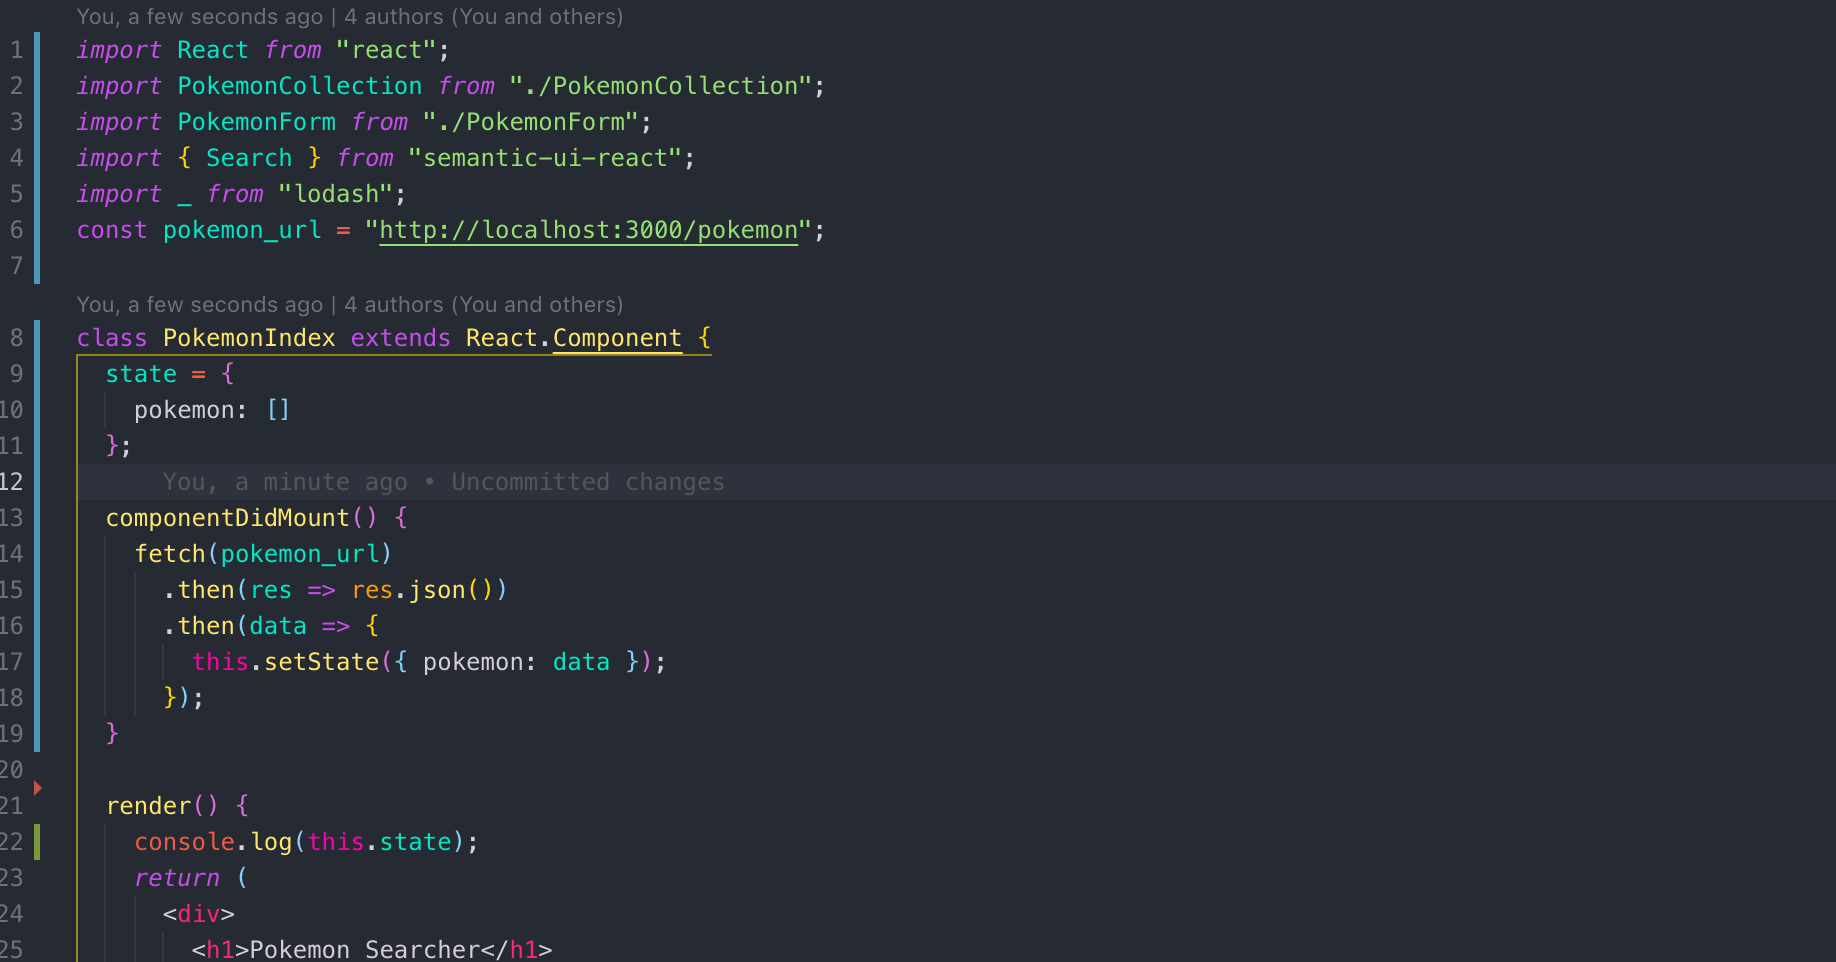 You, a few seconds ago | 4 authors (You and others)
1 import React from "react";
2 import PokemonCollection from "./PokemonCollection";
3 import PokemonForm from "./PokemonForm";
4 import { Search } from "semantic-ui-react";
5 import _ from "lodash";
6 const pokemon_url = "http://localhost:3000/pokemon";
7
You, a few seconds ago | 4 authors (You and others)
8 class PokemonIndex extends React.Component {
9 state = {
10 pokemon: []
11 };
12 You, a minute ago • Uncommitted changes
13 componentDidMount() {
14 fetch(pokemon_url)
15 .then(res => res.json())
16 .then(data => {
17 this.setState({ pokemon: data });
18 });
19 }
20
21 render() {
22 console.log(this.state);
23 return (
24 <div>
25 <h1>Pokemon Searcher</h1>